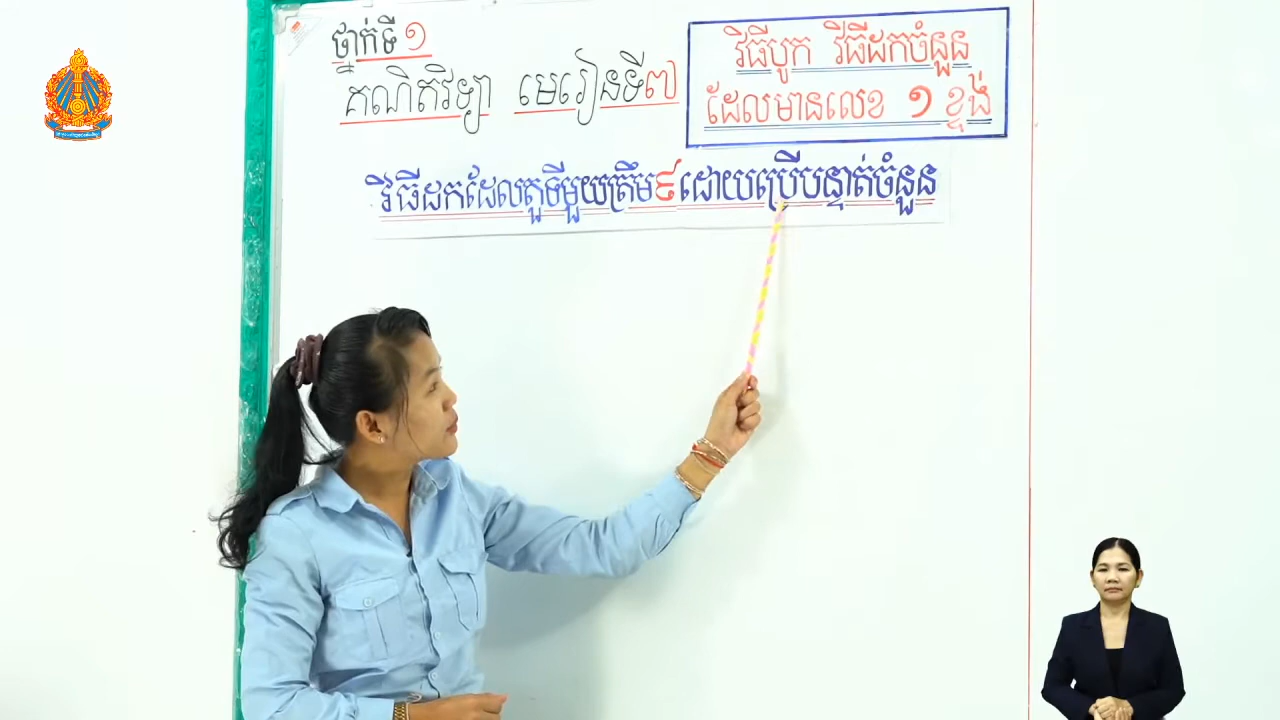 ថ្នាក់ទី ១
គណិតវិទ្យា មេរៀនទី៧
វិធីបូក វិធីដកចំនួន
ដែលមានលេខ ១ ខ្ទង់
វិធីដកដែលតួទីមួយត្រឹម៩ដោយប្រើបន្ទាត់ចំនួន